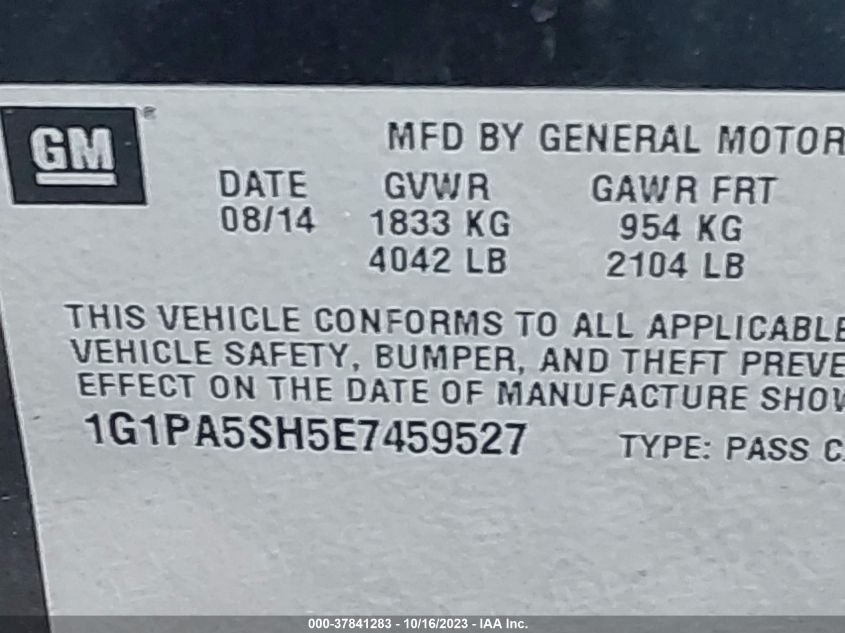 GM®
MFD BY GENERAL MOTOR
DATE GVWR GAWR FRT
08/14 1833 KG 954 KG
4042 LB 2104 LB
THIS VEHICLE CONFORMS TO ALL APPLICABLE
VEHICLE SAFETY, BUMPER, AND THEFT PREVE
EFFECT ON THE DATE OF MANUFACTURE SHOW
1G1PA5SH5E7459527 TYPE: PASS CA
000-37841283 - 10/16/2023 - IAA Inc.